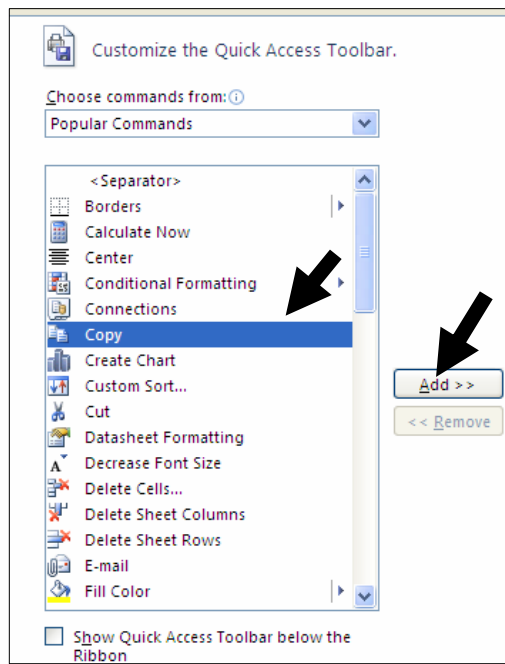 Customize the Quick Access Toolbar.
Choose commands from:
Popular Commands
<Separator>
Borders
Calculate Now
Center
Conditional Formatting
Connections
Copy
Create Chart
Custom Sort...
Cut
Datasheet Formatting
Decrease Font Size
Delete Cells...
Delete Sheet Columns
Delete Sheet Rows
E-mail
Fill Color
Add >>
<< Remove
Show Quick Access Toolbar below the
Ribbon